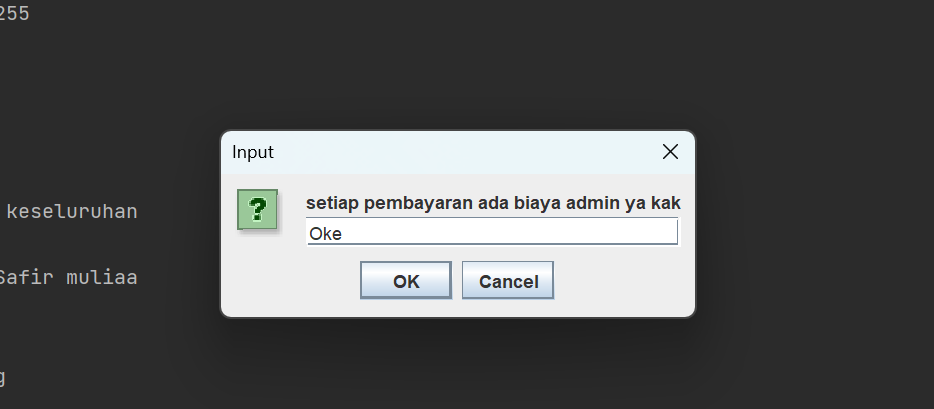 255
Input
setiap pembayaran ada biaya admin ya kak
keseluruhan
Oke
Safir muliaa
OK Cancel
g